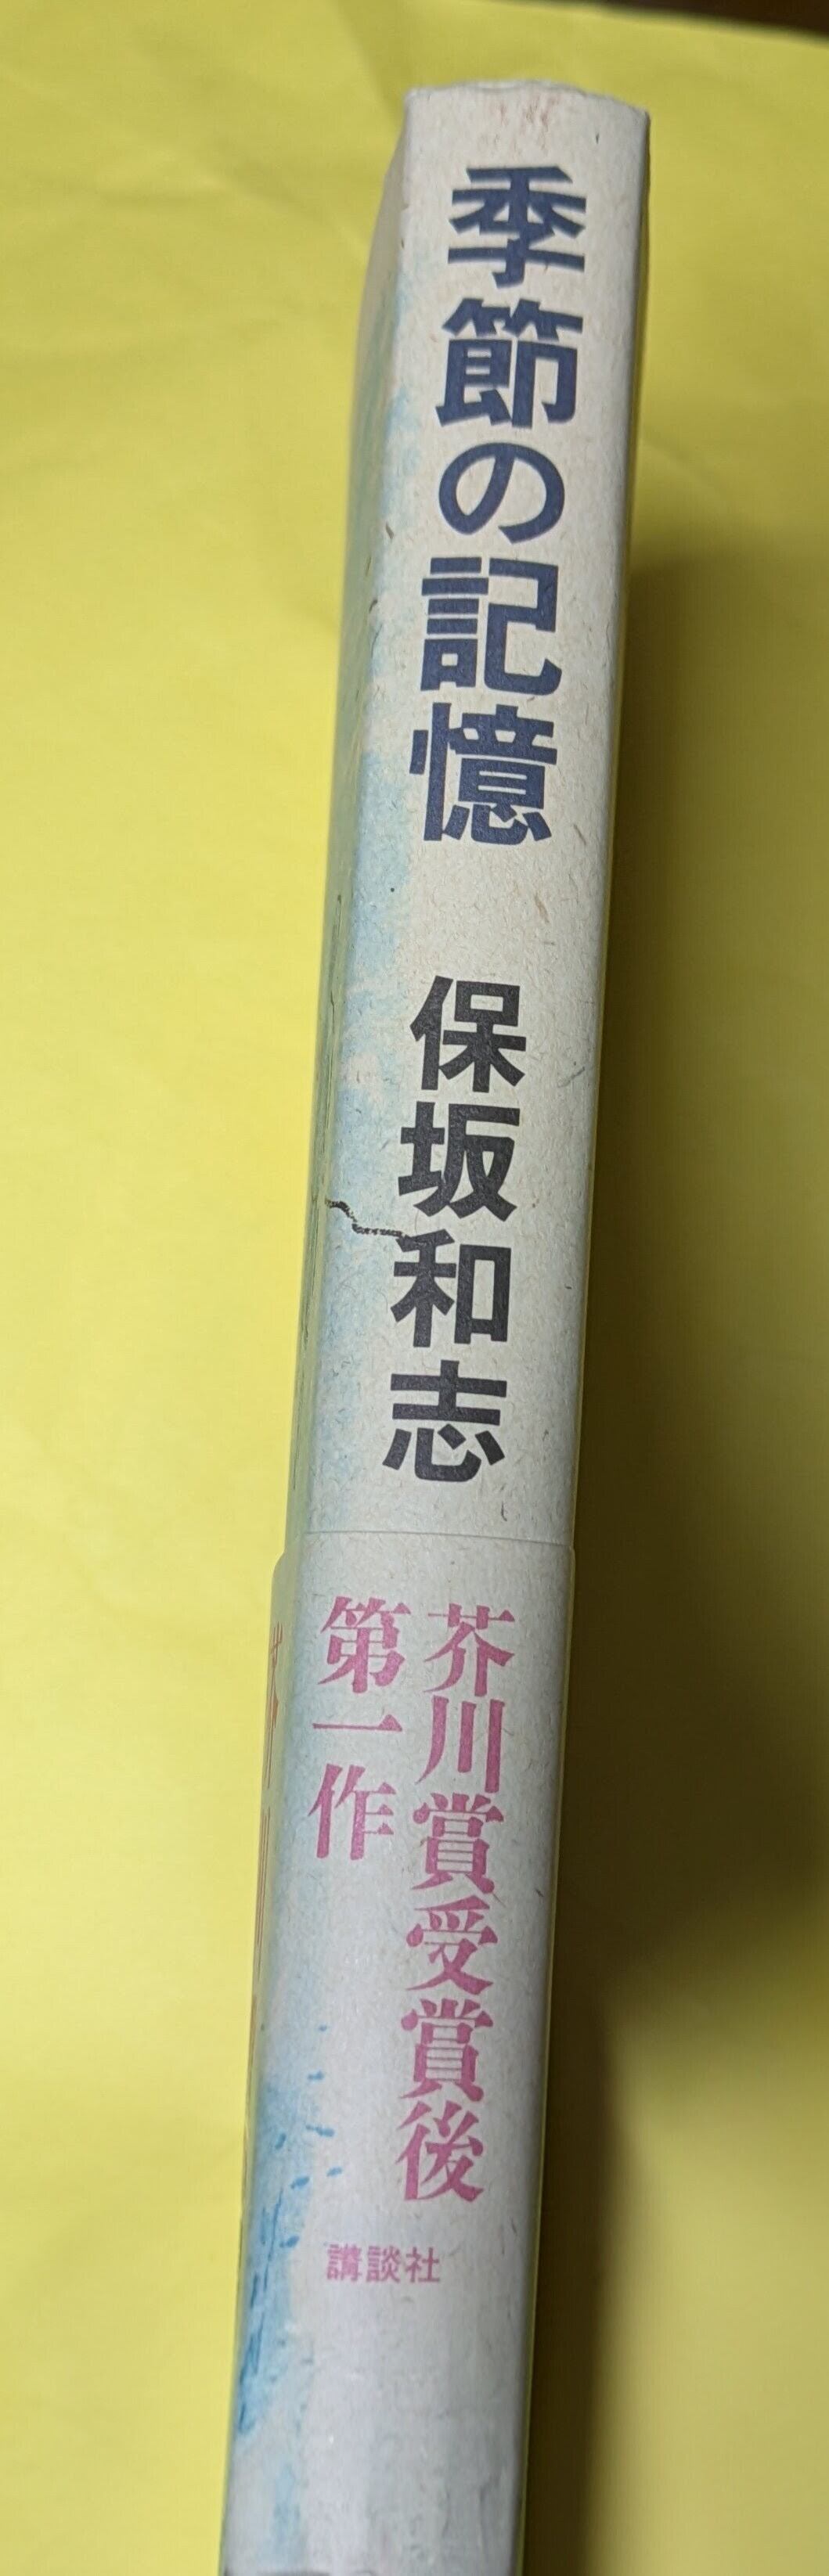 季節の記憶
保坂和志
芥川賞受賞後
第一作
講談社